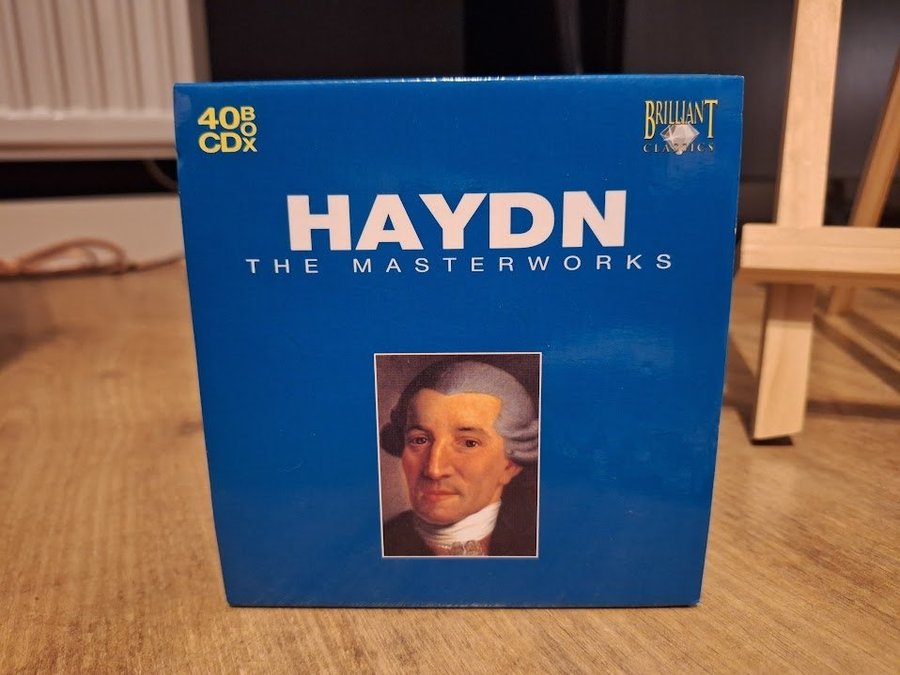 40 CD BOX
BRILLIANT
CLASSICS
HAYDN
THE MASTERWORKS